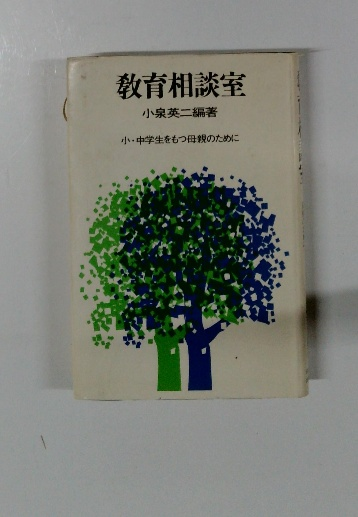 教育相談室
小泉英二編著
小・中学生をもつ母親のために